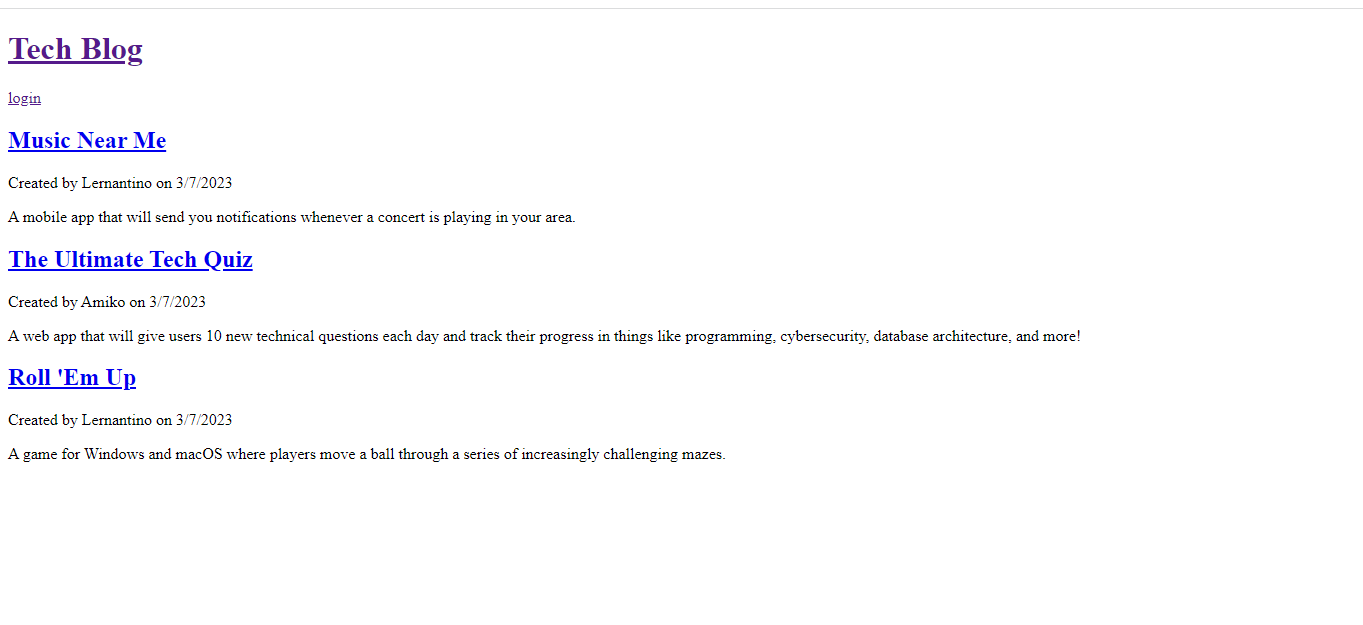 Tech Blog
login
Music Near Me
Created by Lernantino on 3/7/2023
A mobile app that will send you notifications whenever a concert is playing in your area.
The Ultimate Tech Quiz
Created by Amiko on 3/7/2023
A web app that will give users 10 new technical questions each day and track their progress in things like programming, cybersecurity, database architecture, and more!
Roll 'Em Up
Created by Lernantino on 3/7/2023
A game for Windows and macOS where players move a ball through a series of increasingly challenging mazes.